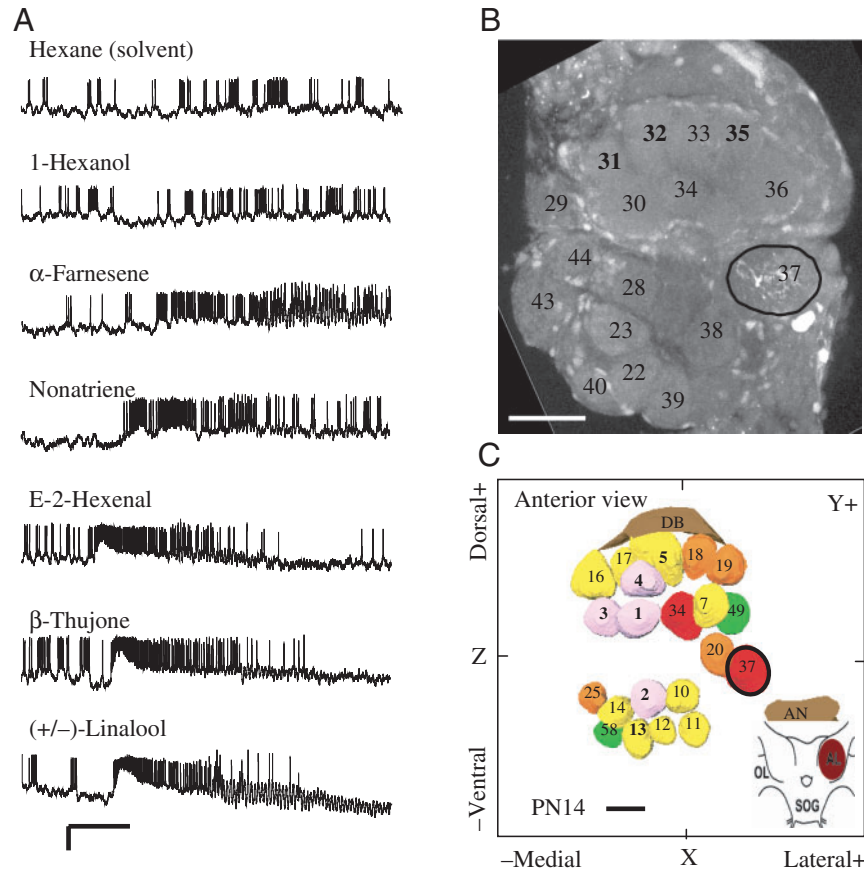 A
Hexane (solvent)
1-Hexanol
α-Farnesene
Nonatriene
E-2-Hexenal
β-Thujone
(+/–)-Linalool
B
32 33 35
31
34 36
29 30
44
37
28
43
23 38
22
40 39
C
Anterior view
Y+
Dorsal+
DB
17 5 18
16 19
4
3 1 34 7 49
20
37
Z
2
25 10
14
58 13 12 11
AN
AL
OL
SOG
–Ventral
PN14
–Medial X Lateral+